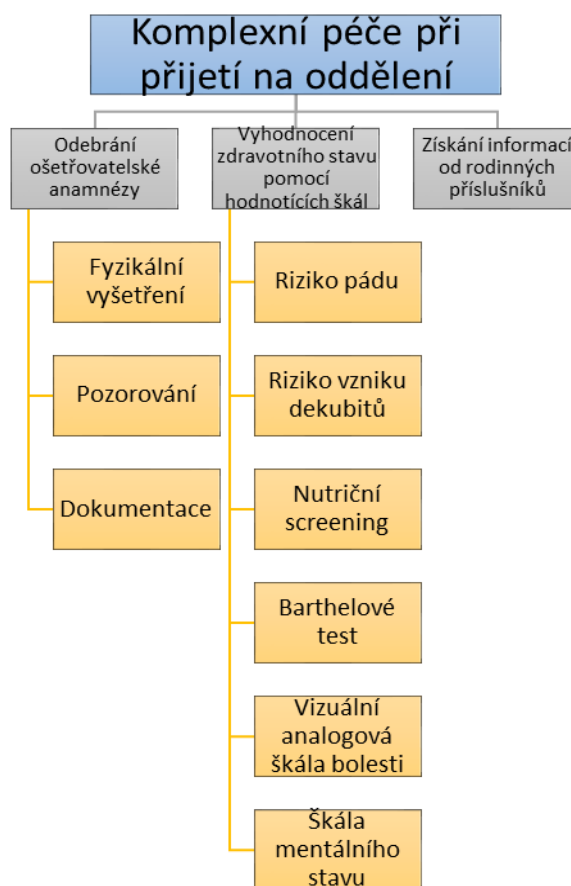 Komplexní péče při
přijetí na oddělení
Odebrání
ošetřovatelské
anamnézy
Vyhodnocení
zdravotního stavu
pomocí
hodnotících škál
Získání informací
od rodinných
příslušníků
Fyzikální
vyšetření
Pozorování
Dokumentace
Riziko pádu
Riziko vzniku
dekubitů
Nutriční
screening
Barthelové
test
Vizuální
analogová
škála bolesti
Škála
mentálního
stavu